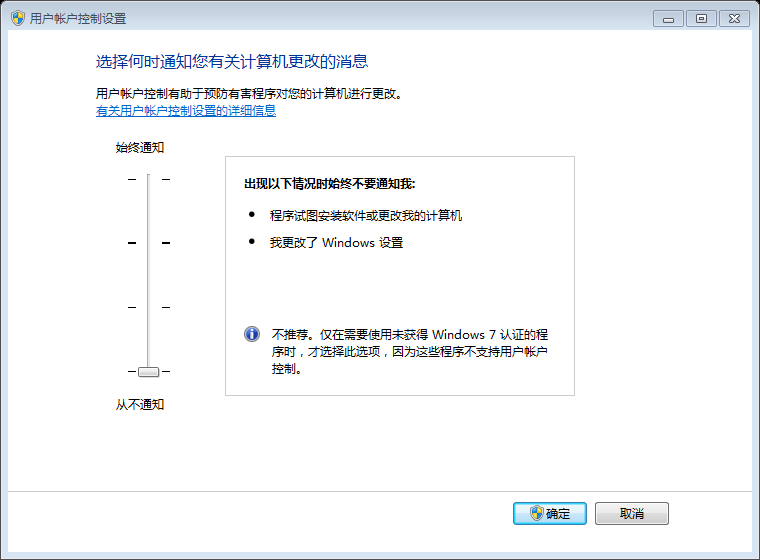 用户帐户控制设置
选择何时通知您有关计算机更改的消息
用户帐户控制有助于预防有害程序对您的计算机进行更改。
有关用户帐户控制设置的详细信息
始终通知
出现以下情况时始终不要通知我:
● 程序试图安装软件或更改我的计算机
● 我更改了 Windows 设置
不推荐。仅在需要使用未获得 Windows 7 认证的程
序时，才选择此选项，因为这些程序不支持用户帐户
控制。
从不通知
确定
取消